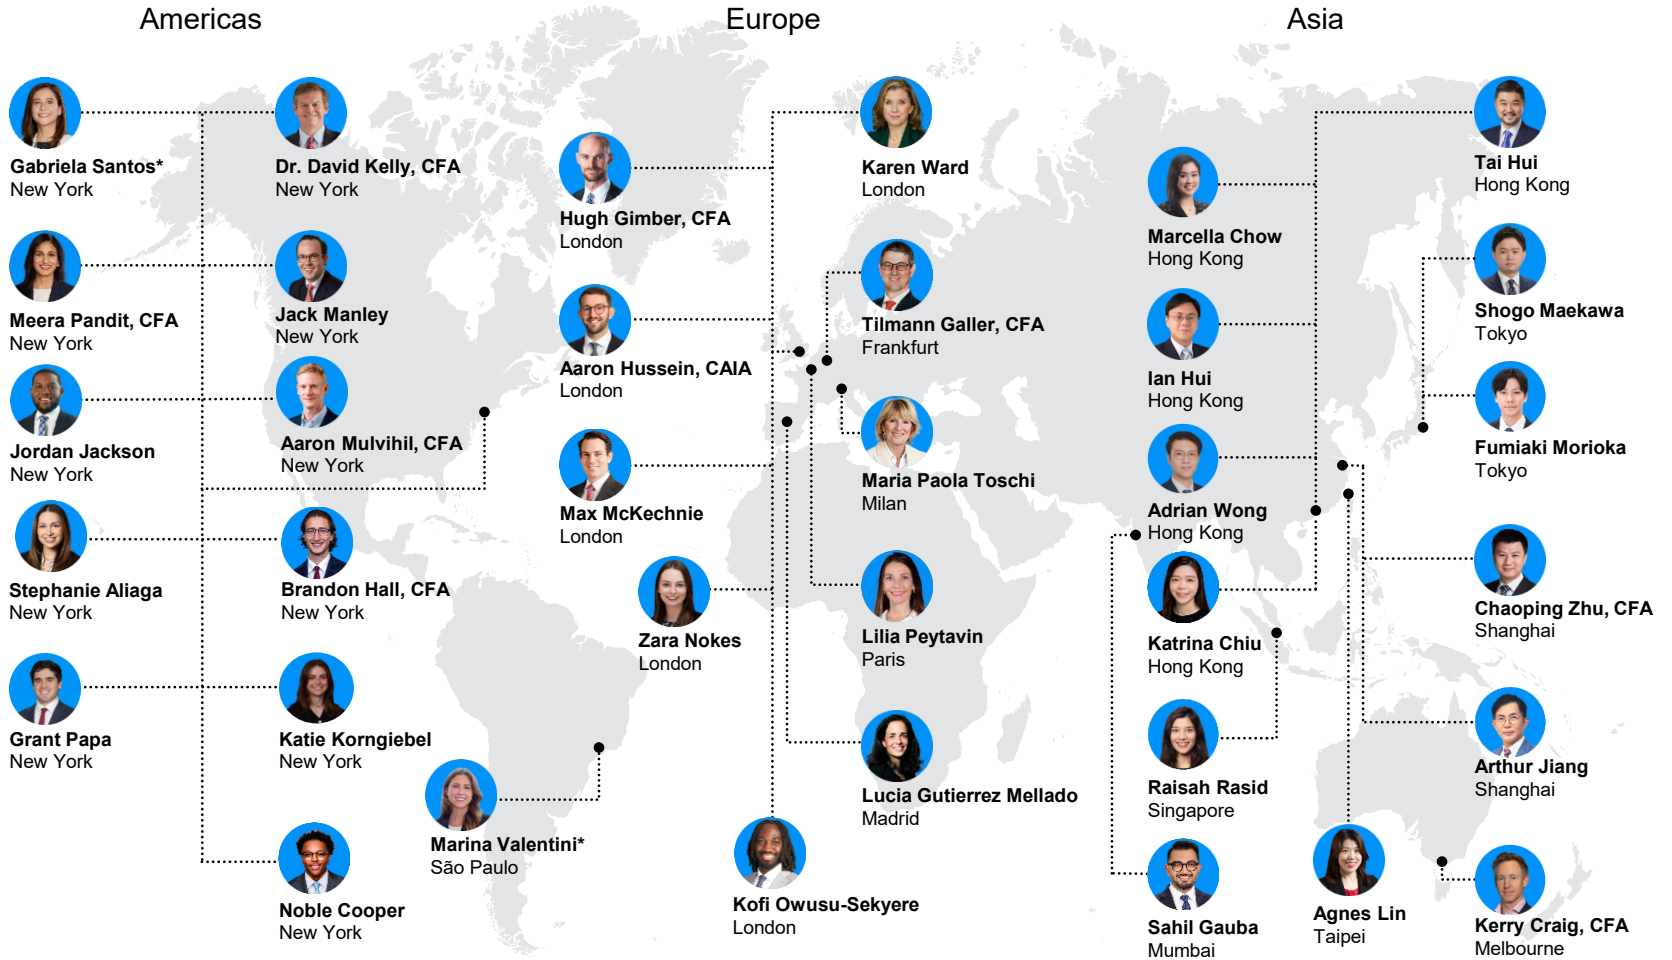 Americas
Gabriela Santos*
New York
Dr. David Kelly, CFA
New York
Meera Pandit, CFA
New York
Jack Manley
New York
Jordan Jackson
New York
Aaron Mulvihil, CFA
New York
Stephanie Aliaga
New York
Brandon Hall, CFA
New York
Grant Papa
New York
Katie Korngiebel
New York
Marina Valentini*
São Paulo
Noble Cooper
New York
Europe
Hugh Gimber, CFA
London
Karen Ward
London
Aaron Hussein, CAIA
London
Tilmann Galler, CFA
Frankfurt
Max McKechnie
London
Maria Paola Toschi
Milan
Zara Nokes
London
Lilia Peytavin
Paris
Lucia Gutierrez Mellado
Madrid
Kofi Owusu-Sekyere
London
Asia
Marcella Chow
Hong Kong
Tai Hui
Hong Kong
Ian Hui
Hong Kong
Shogo Maekawa
Tokyo
Adrian Wong
Hong Kong
Fumiaki Morioka
Tokyo
Katrina Chiu
Hong Kong
Chaoping Zhu, CFA
Shanghai
Raisah Rasid
Singapore
Arthur Jiang
Shanghai
Sahil Gauba
Mumbai
Agnes Lin
Taipei
Kerry Craig, CFA
Melbourne